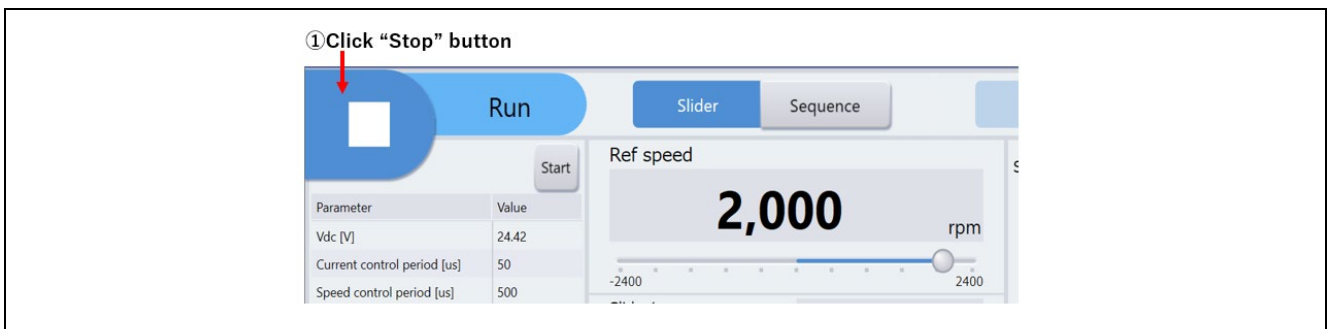 ①Click “Stop” button
Run
Slider
Sequence
Start
Ref speed
2,000
rpm
-2400
2400
Parameter Value
Vdc [V] 24.42
Current control period [us] 50
Speed control period [us] 500